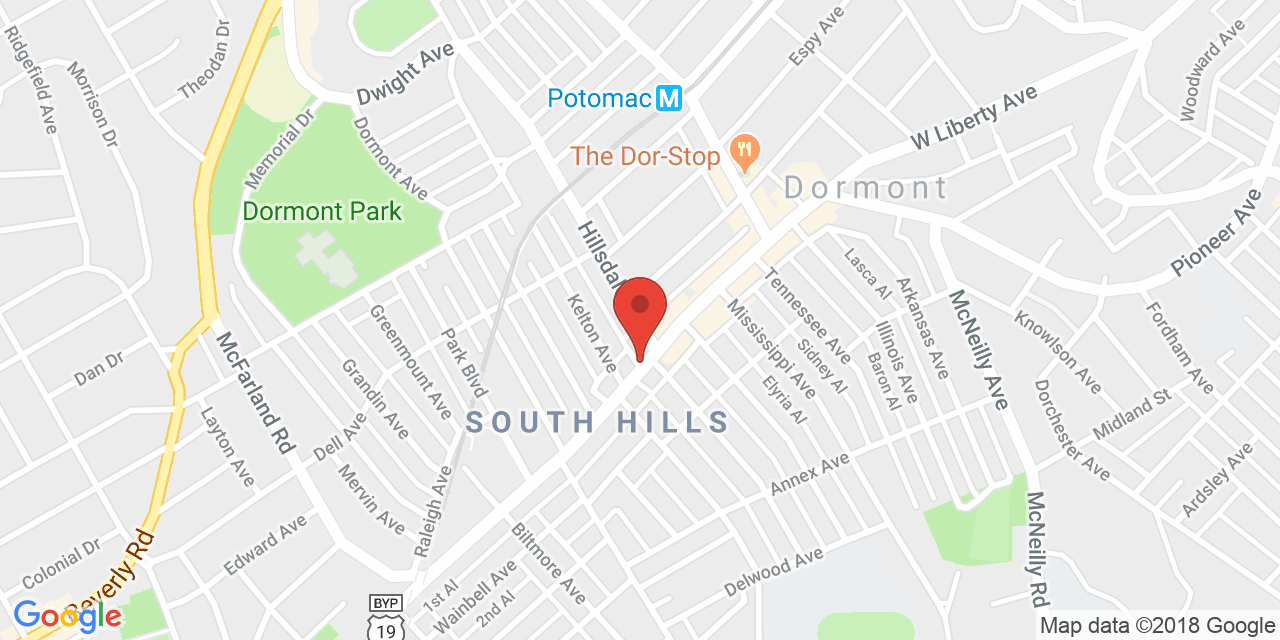 Ridgefield Ave
Morrison Dr
Theodan Dr
Dwight Ave
Espy Ave
Woodward Ave
Potomac M
W Liberty Ave
The Dor-Stop
Memorial Dr
Dormont Ave
Dormont
Dormont Park
Pioneer Ave
Hillsdal
Lasca Al
Tennessee Ave
Arkansas Ave
McNeilly Ave
Knowlson Ave
Fordham Ave
Kelton Ave
Mississippi Ave
Sidney Al
Illinois Ave
Baron Al
Elyria Al
Greenmount Ave
Park Blvd
Grandin Ave
Dan Dr
McFarland Rd
Layton Ave
Dell Ave
Mervin Ave
SOUTH HILLS
Dorchester Ave
Midland St
Ardsley Ave
Annex Ave
Raleigh Ave
Edward Ave
Colonial Dr
Beverly Rd
Biltmore Ave
Delwood Ave
McNeilly Rd
1st Al
Wainbell Ave
2nd Al
BYP
19
Google
Map data ©2018 Google